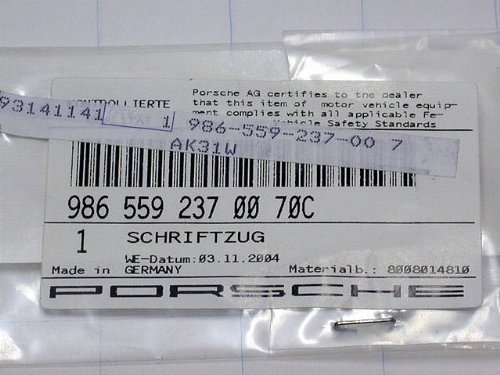 Porsche AG certifies to the dealer
KONTROLLIERTE that this item of motor vehicle equip-
ment complies with all applicable Fe-
Vehicle Safety Standards
93141141 1 986-559-237-00 7
AK31W
986 559 237 00 70C
1 SCHRIFTZUG
WE-Datum:03.11.2004
Made in GERMANY Materialb.: 8008014810
PORSCHE